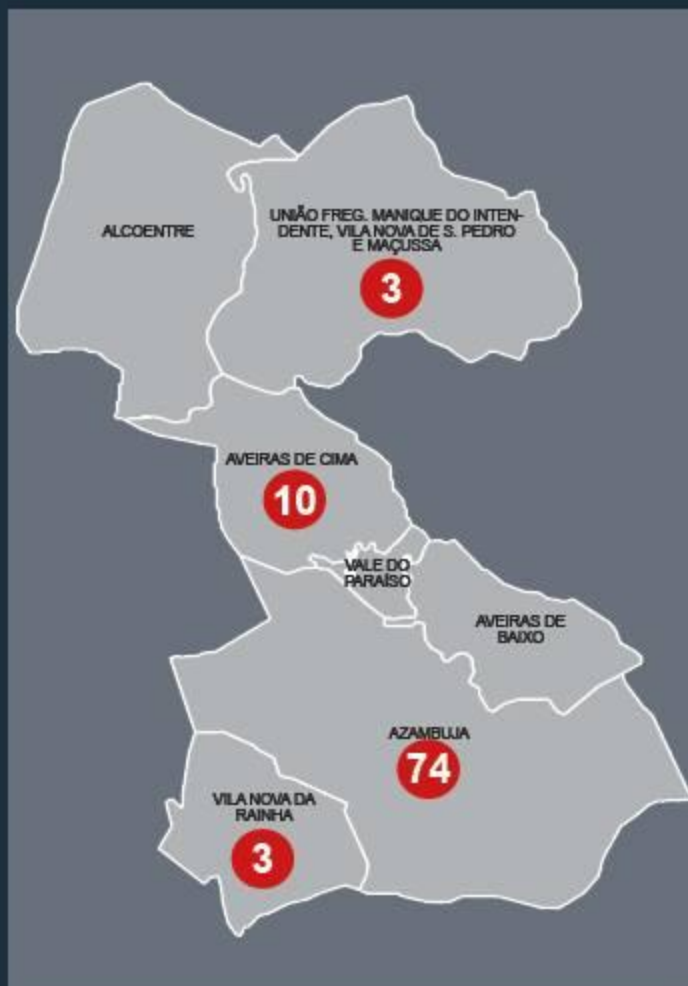 ALCOENTRE
UNIÃO FREG. MANIQUE DO INTEN-
DENTE, VILA NOVA DE S. PEDRO
E MAÇUSSA
3
AVEIRAS DE CIMA
10
VALE DO
PARAÍSO
AVEIRAS DE
BAIXO
AZAMBUJA
74
VILA NOVA DA
RAINHA
3